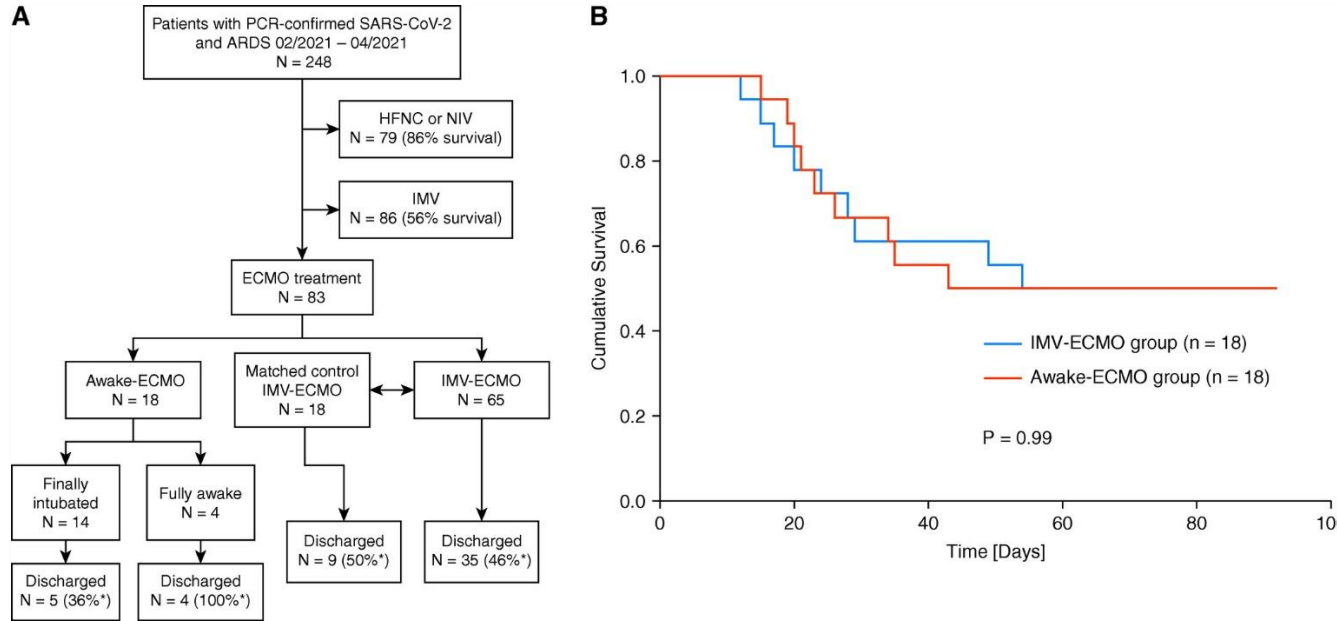 A
Patients with PCR-confirmed SARS-CoV-2
and ARDS 02/2021 – 04/2021
N = 248
HFNC or NIV
N = 79 (86% survival)
IMV
N = 86 (56% survival)
ECMO treatment
N = 83
Awake-ECMO
N = 18
Matched control
IMV-ECMO
N = 18
IMV-ECMO
N = 65
Finally
intubated
N = 14
Fully awake
N = 4
Discharged
N = 5 (36%*)
Discharged
N = 4 (100%*)
Discharged
N = 9 (50%*)
Discharged
N = 35 (46%*)
B
Cumulative Survival
1.0
0.8
0.6
0.4
0.2
0.0
IMV-ECMO group (n = 18)
Awake-ECMO group (n = 18)
P = 0.99
0 20 40 60 80 100
Time [Days]